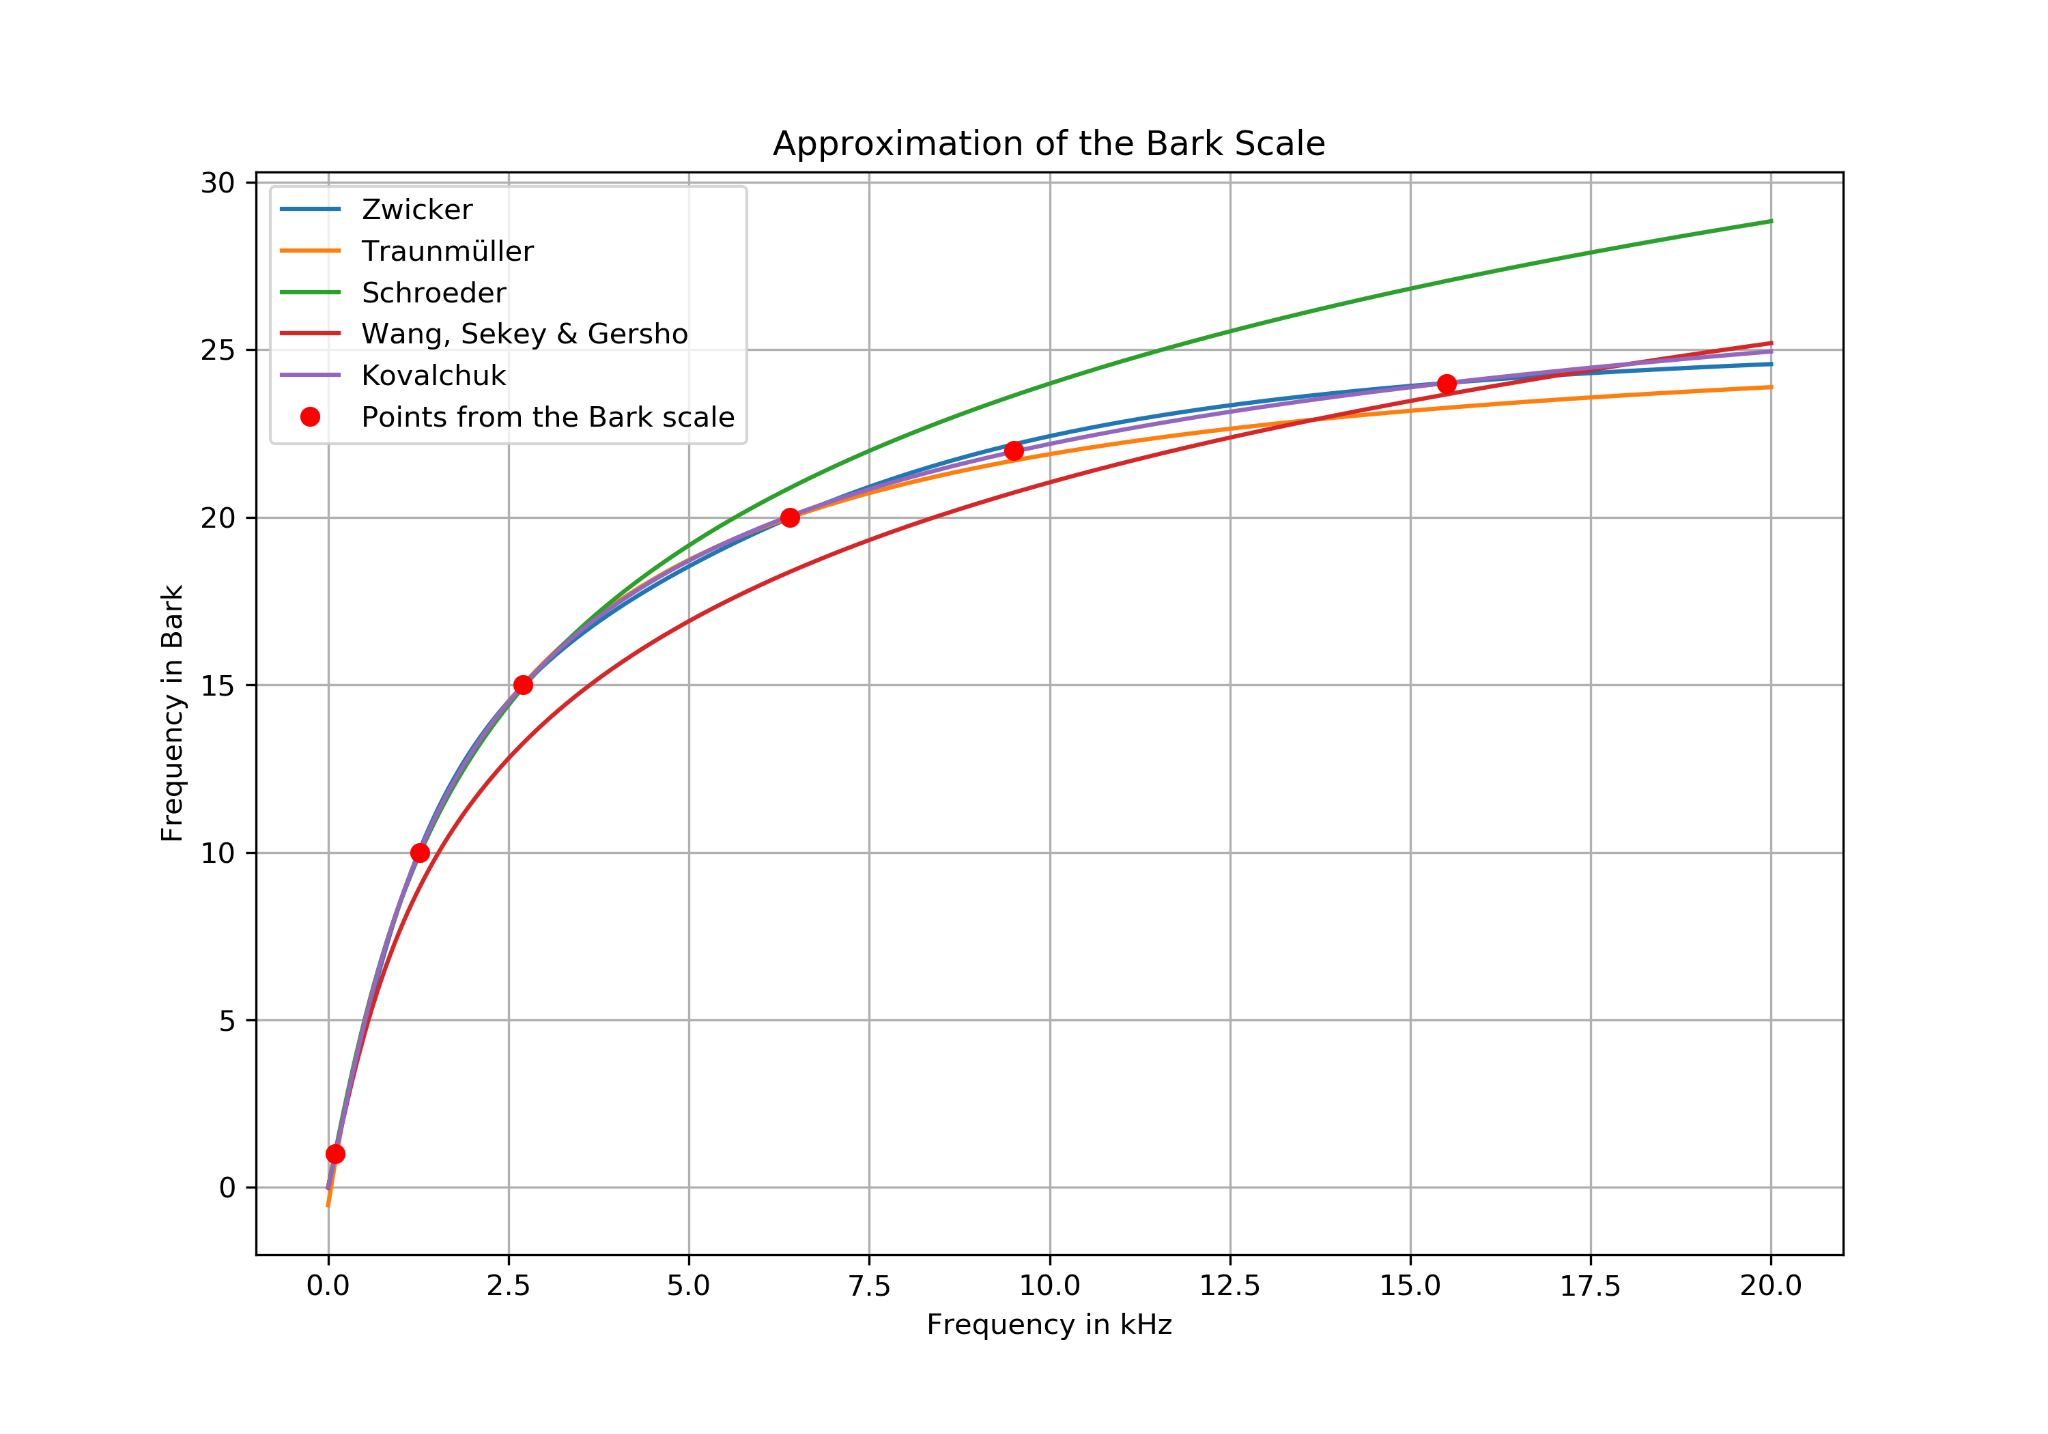 Approximation of the Bark Scale
30
25
20
15
10
5
0
Frequency in Bark
Zwicker
Traunmüller
Schroeder
Wang, Sekey & Gersho
Kovalchuk
Points from the Bark scale
0.0 2.5 5.0 7.5 10.0 12.5 15.0 17.5 20.0
Frequency in kHz